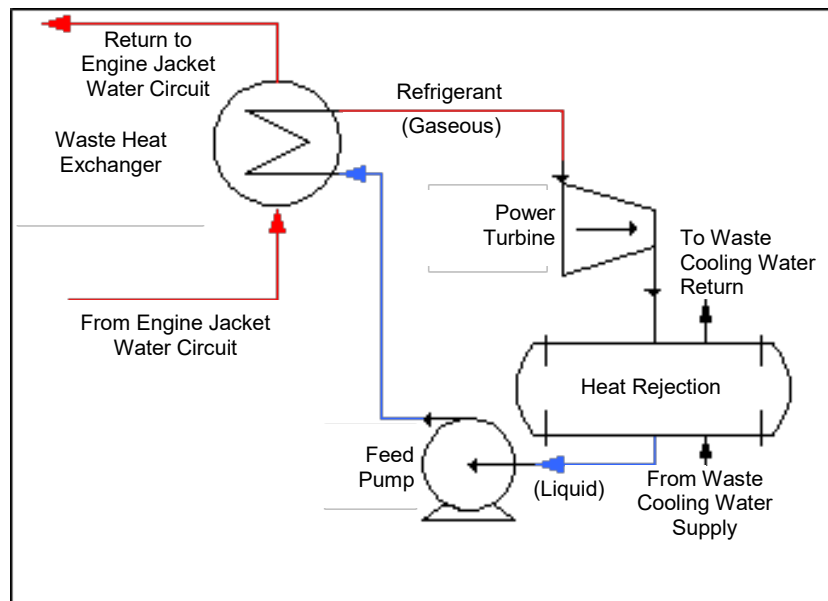 Return to
Engine Jacket
Water Circuit
Refrigerant
(Gaseous)
Waste Heat
Exchanger
Power
Turbine
To Waste
Cooling Water
Return
From Engine Jacket
Water Circuit
Heat Rejection
Feed
Pump
(Liquid)
From Waste
Cooling Water
Supply